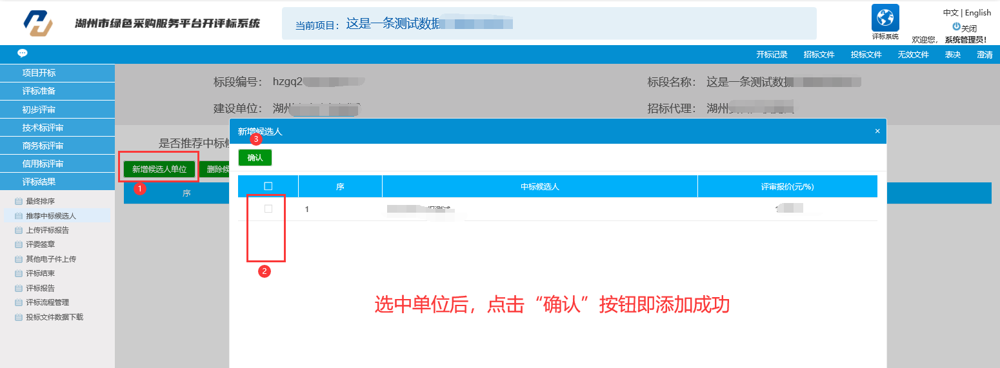 湖州市绿色采购服务平台开评标系统
当前项目： 这是一条测试数据
评标系统
中文 | English
关闭
欢迎您， 系统管理员！
开标记录 招标文件 投标文件 无效文件 表决 澄清
项目开标
评标准备
初步评审
技术标评审
商务标评审
信用标评审
评标结果
最终排序
推荐中标候选人
上传评标报告
评委签章
其他电子件上传
评标结束
评标报告
评标流程管理
投标文件数据下载
标段编号： hzgq2
标段名称： 这是一条测试数据
建设单位： 湖州
招标代理： 湖州
是否推荐中标候
新增候选人单位 删除候
1
序
新增候选人 ×
3
确认
序 中标候选人 评审报价(元/%)
1
2
选中单位后，点击“确认”按钮即添加成功